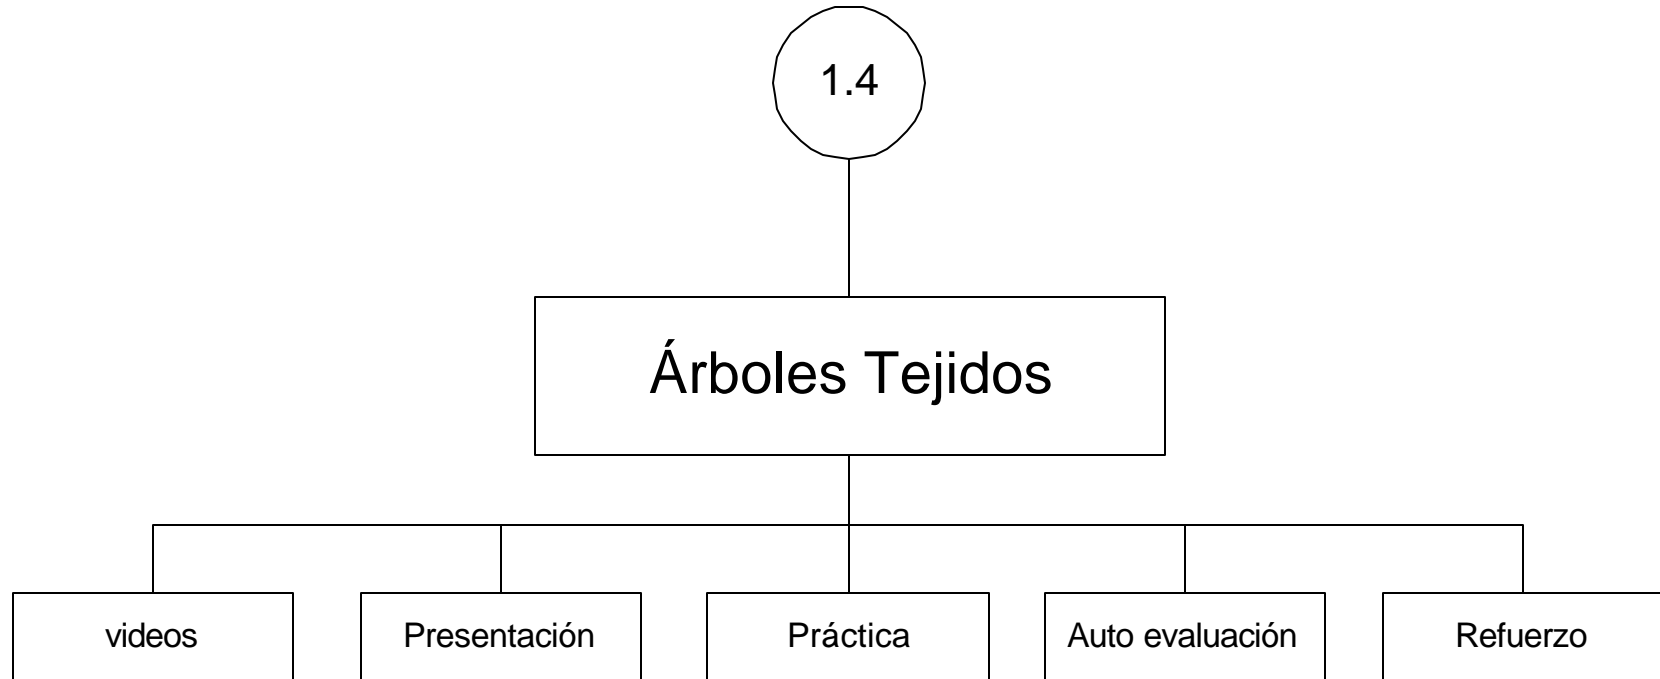 1.4
Árboles Tejidos
videos
Presentación
Práctica
Auto evaluación
Refuerzo